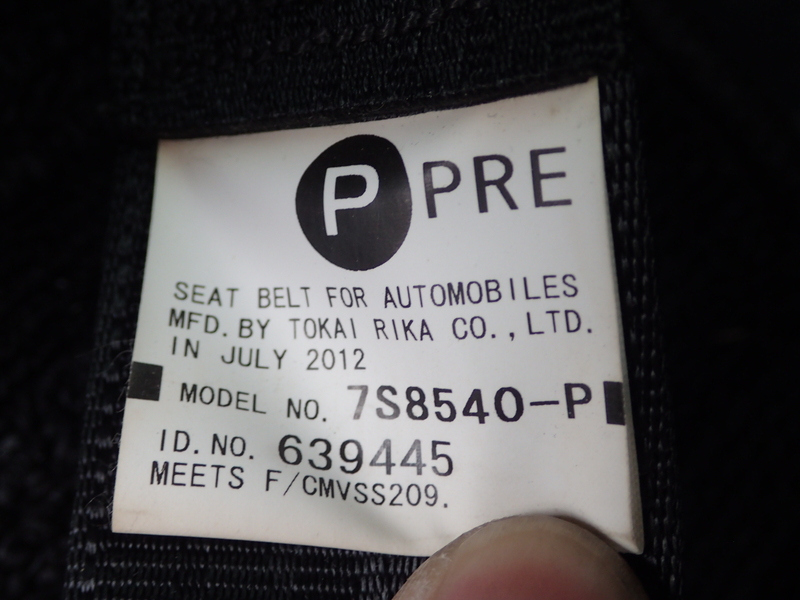 P PRE
SEAT BELT FOR AUTOMOBILES
MFD. BY TOKAI RIKA CO., LTD.
IN JULY 2012
MODEL NO. 7S8540-P
ID. NO. 639445
MEETS F/CMVSS209.